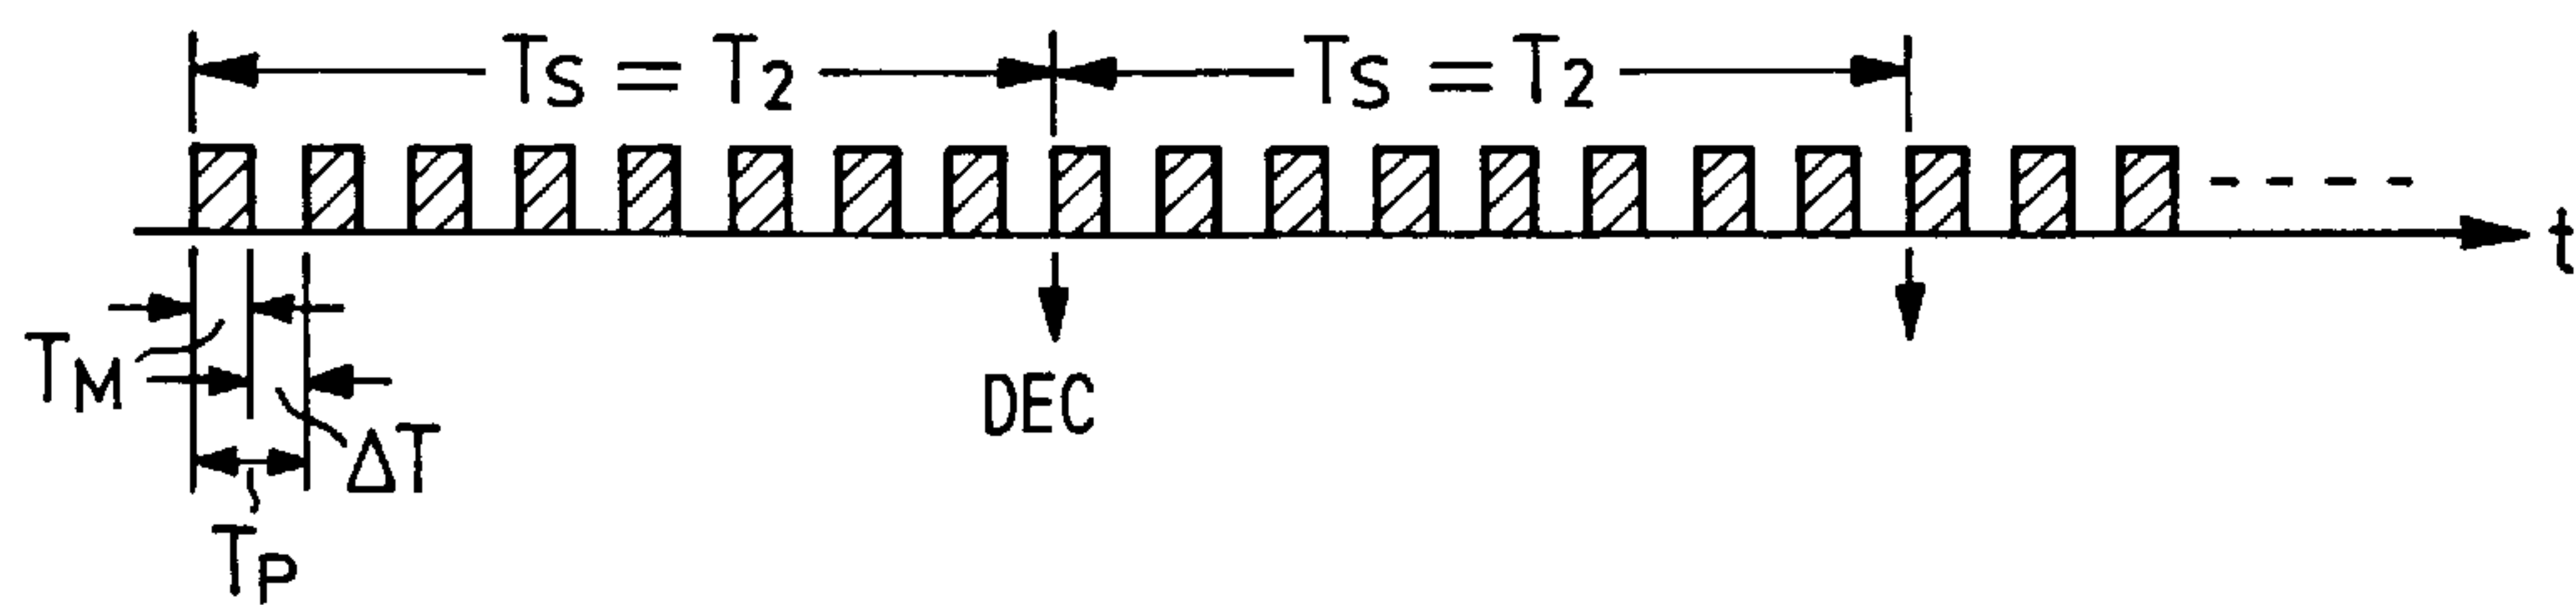 TS = T2
TS = T2
t
TM
DEC
ΔT
TP